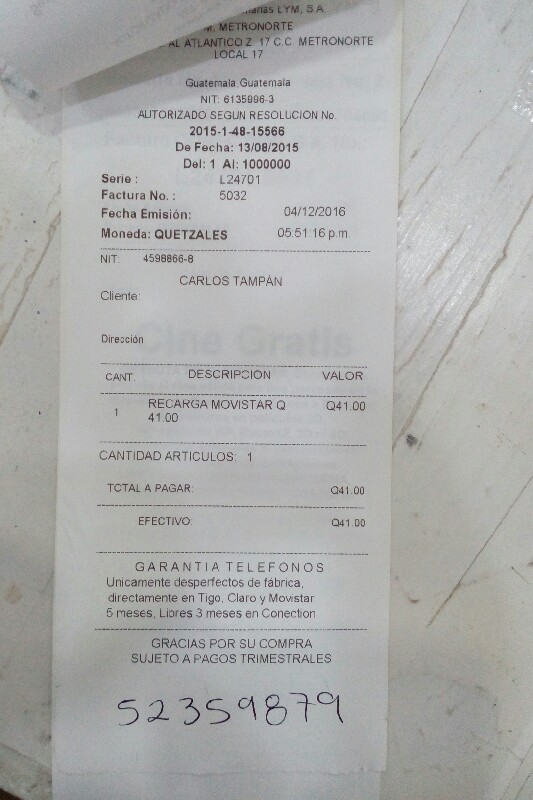 LYM, S.A.
M. METRONORTE
AL ATLANTICO Z. 17 C.C. METRONORTE
LOCAL 17
Guatemala, Guatemala
NIT: 6135896-3
AUTORIZADO SEGUN RESOLUCION No.
2015-1-48-15566
De Fecha: 13/08/2015
Del: 1 Al: 1000000
Serie : L24701
Factura No. : 5032
Fecha Emisión: 04/12/2016
Moneda: QUETZALES 05:51:16 p.m.
NIT: 4598866-8
CARLOS TAMPÁN
Cliente:
Dirección
Cine Gratis
CANT. DESCRIPCION VALOR
1 RECARGA MOVISTAR Q Q41.00
41.00
CANTIDAD ARTICULOS: 1
TOTAL A PAGAR: Q41.00
EFECTIVO: Q41.00
GARANTIA TELEFONOS
Unicamente desperfectos de fábrica,
directamente en Tigo, Claro y Movistar
5 meses, Libres 3 meses en Conection
GRACIAS POR SU COMPRA
SUJETO A PAGOS TRIMESTRALES
52359879